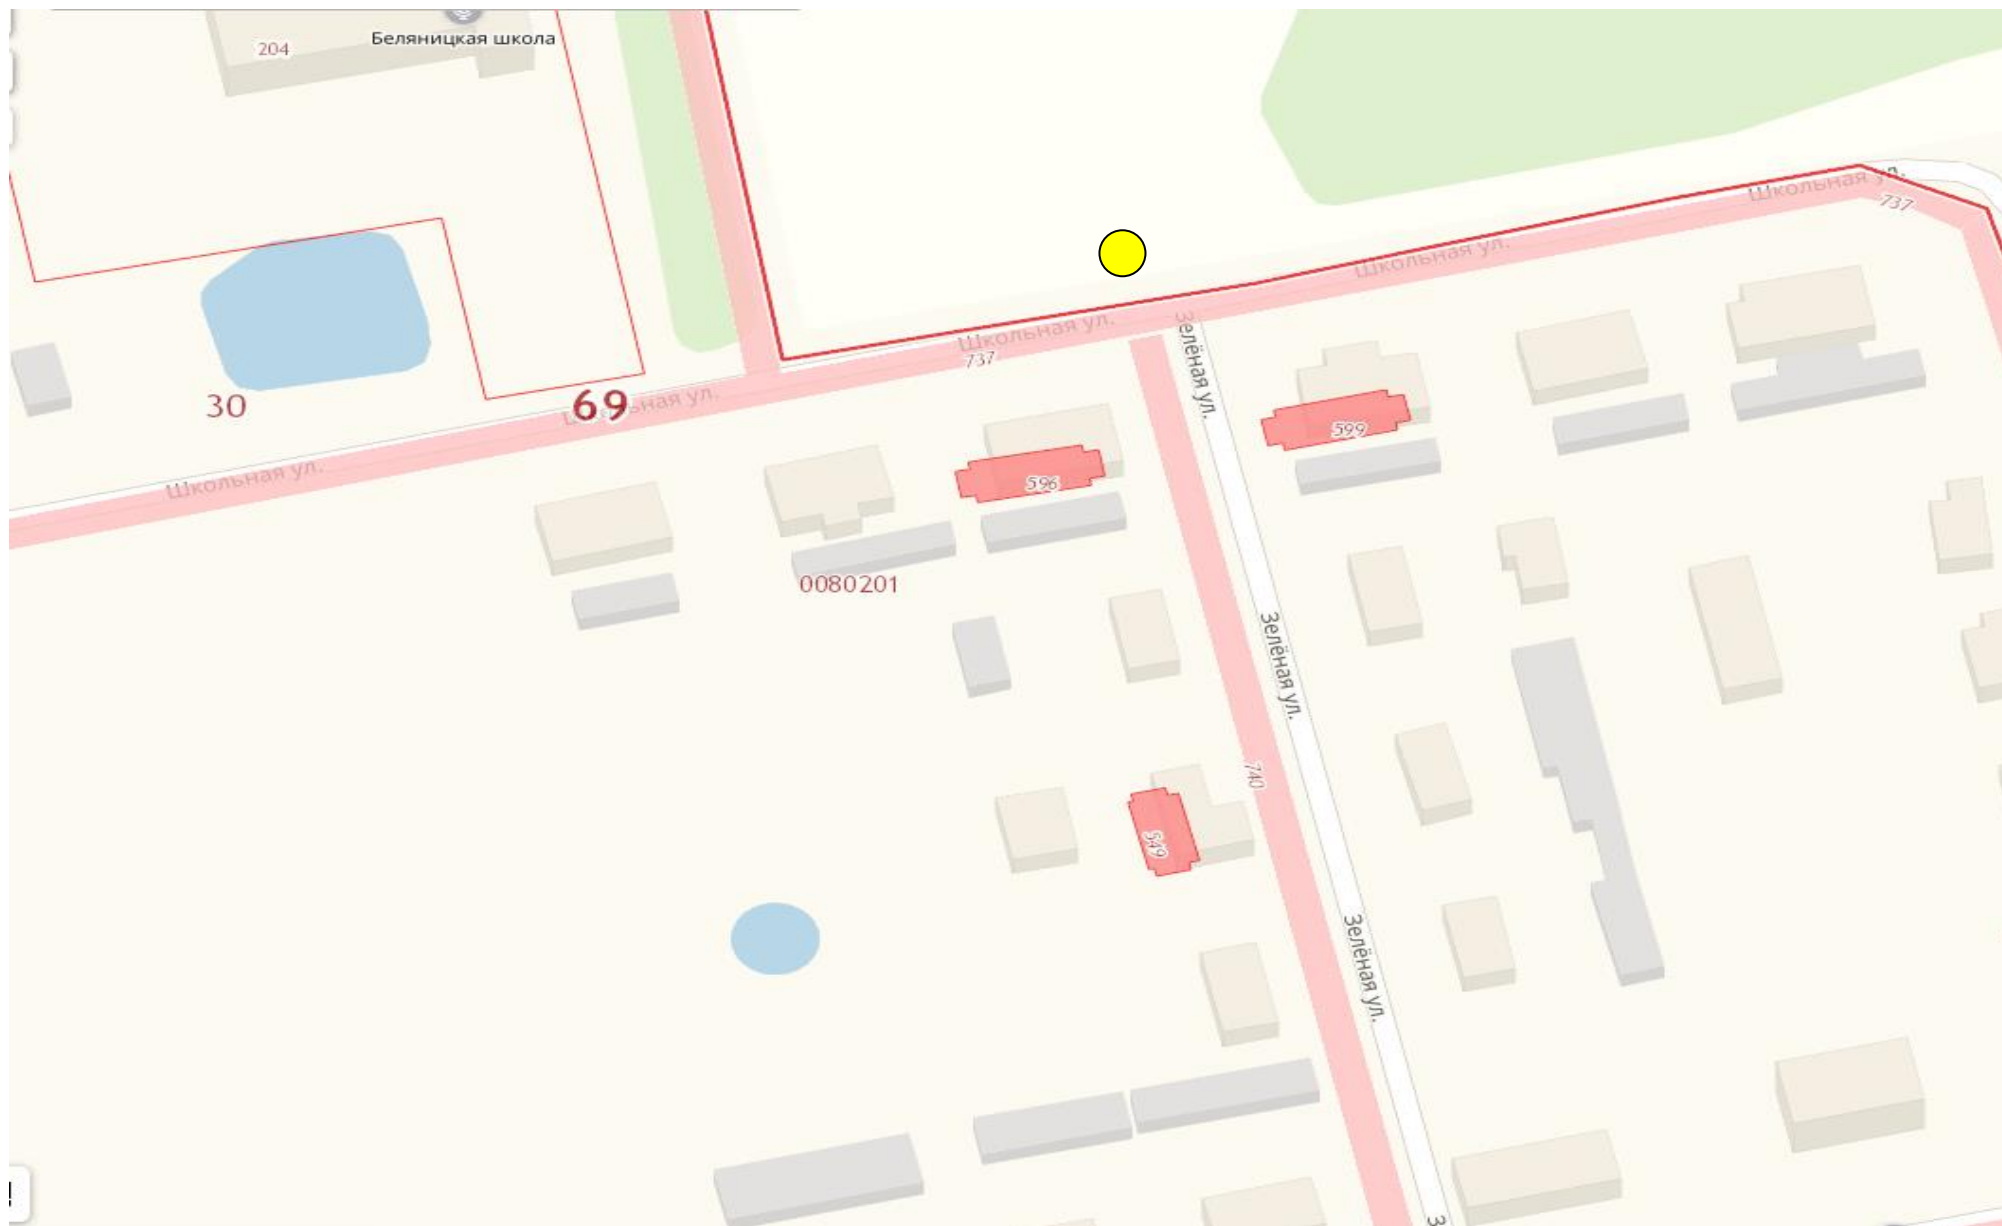 204
Беляницкая школа
Школьная ул.
737
Школьная ул.
Школьная ул.
737
Зелёная ул.
30
69
Школьная ул.
599
Школьная ул.
596
0080201
Зелёная ул.
740
549
Зелёная ул.
З